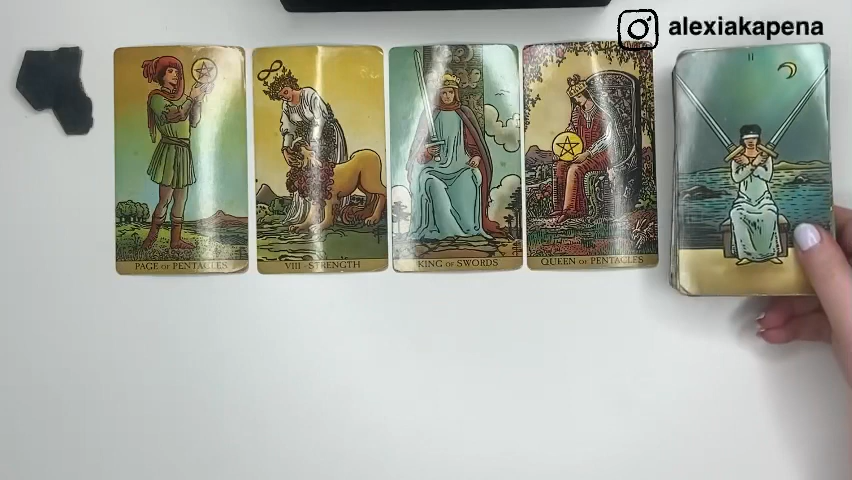 alexiakapena
II
PAGE OF PENTACLES
VIII - STRENGTH
KING OF SWORDS
QUEEN OF PENTACLES